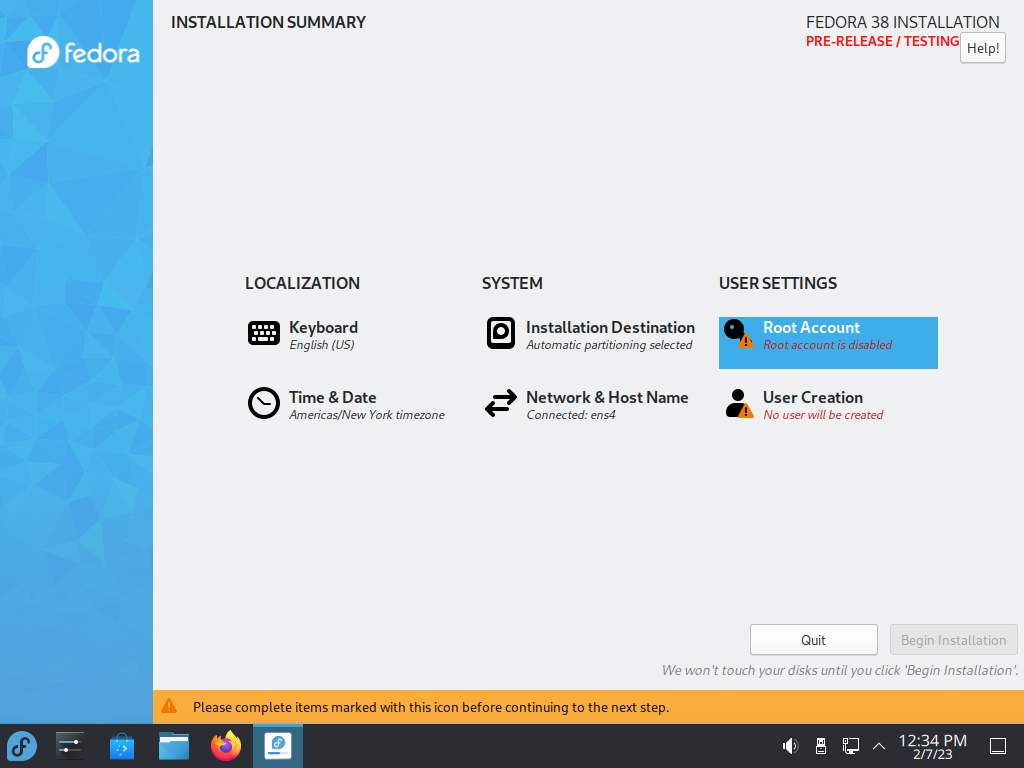 INSTALLATION SUMMARY
FEDORA 38 INSTALLATION
PRE-RELEASE / TESTING
Help!
fedora
LOCALIZATION
Keyboard
English (US)
Time & Date
Americas/New York timezone
SYSTEM
Installation Destination
Automatic partitioning selected
Network & Host Name
Connected: ens4
USER SETTINGS
Root Account
Root account is disabled
User Creation
No user will be created
Quit
Begin Installation
We won't touch your disks until you click 'Begin Installation'.
Please complete items marked with this icon before continuing to the next step.
12:34 PM
2/7/23